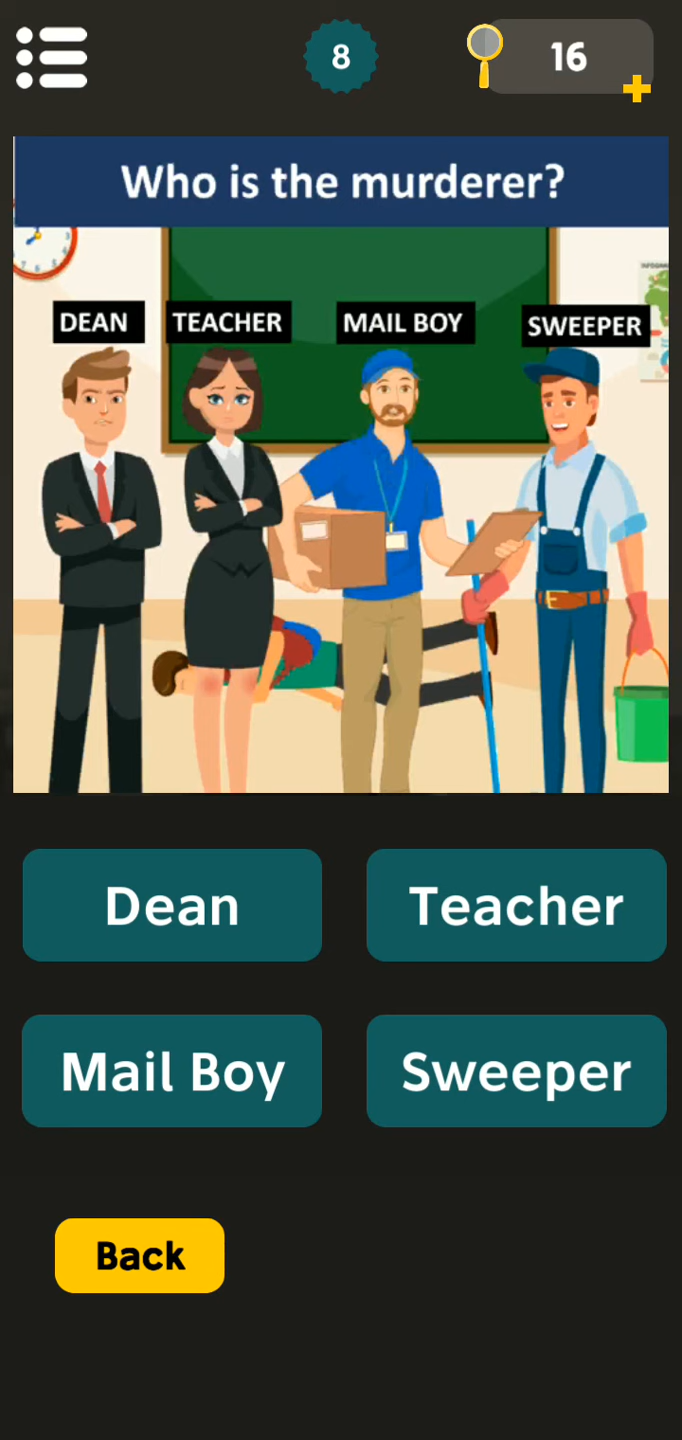 8
16
Who is the murderer?
DEAN
TEACHER
MAIL BOY
SWEEPER
Dean
Teacher
Mail Boy
Sweeper
Back